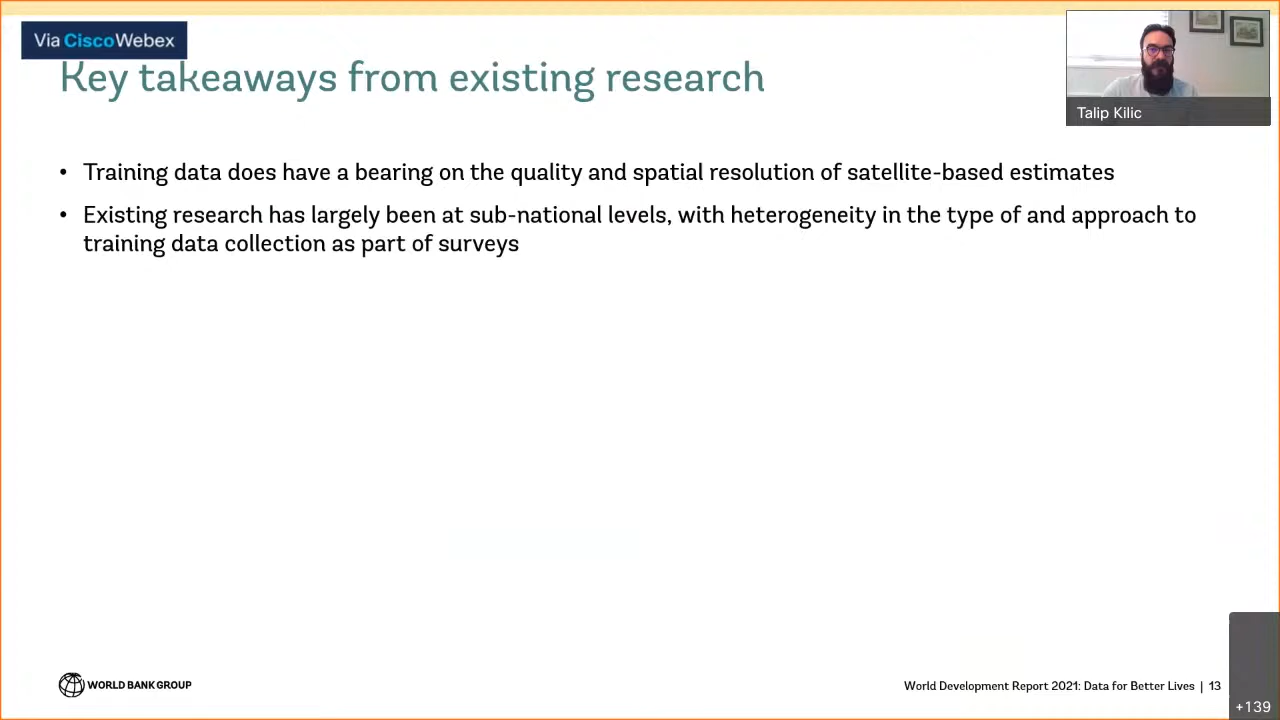 Via CiscoWebex
Key takeaways from existing research
Talip Kilic
• Training data does have a bearing on the quality and spatial resolution of satellite-based estimates
• Existing research has largely been at sub-national levels, with heterogeneity in the type of and approach to
training data collection as part of surveys
WORLD BANK GROUP
World Development Report 2021: Data for Better Lives | 13
+139